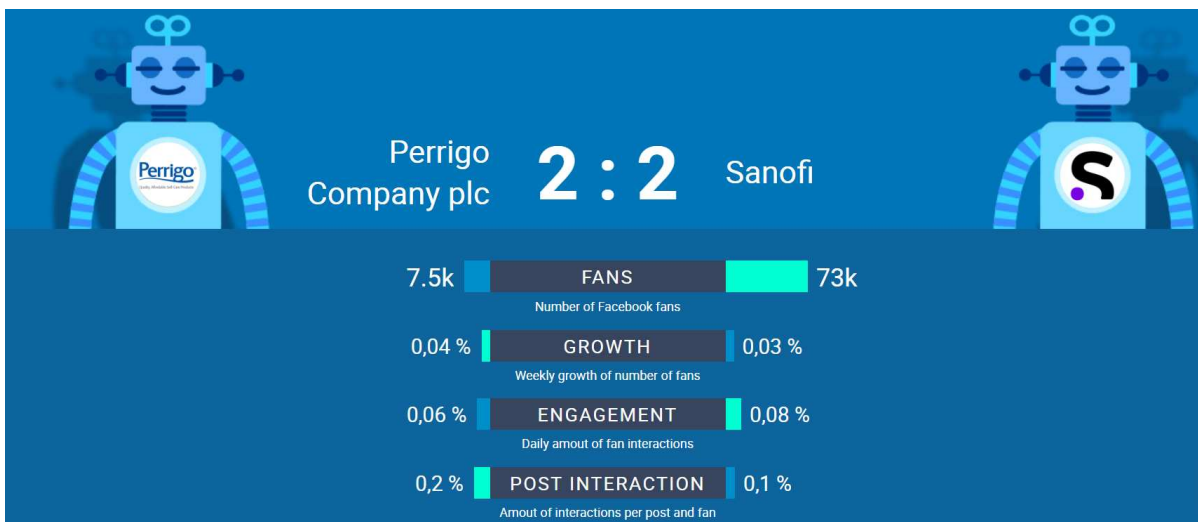 Perrigo
Company plc
2 : 2
Sanofi
Perrigo
S
7.5k FANS 73k
Number of Facebook fans
0,04 % GROWTH 0,03 %
Weekly growth of number of fans
0,06 % ENGAGEMENT 0,08 %
Daily amout of fan interactions
0,2 % POST INTERACTION 0,1 %
Amout of interactions per post and fan